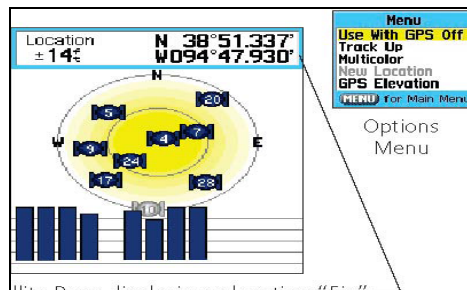 Location N 38°51.337'
±14ft W094°47.930'
N
20
5
7
4
W E
9
24
17
28
10
Menu
Use With GPS Off
Track Up
Multicolor
New Location
GPS Elevation
MENU for Main Menu
Options
Menu